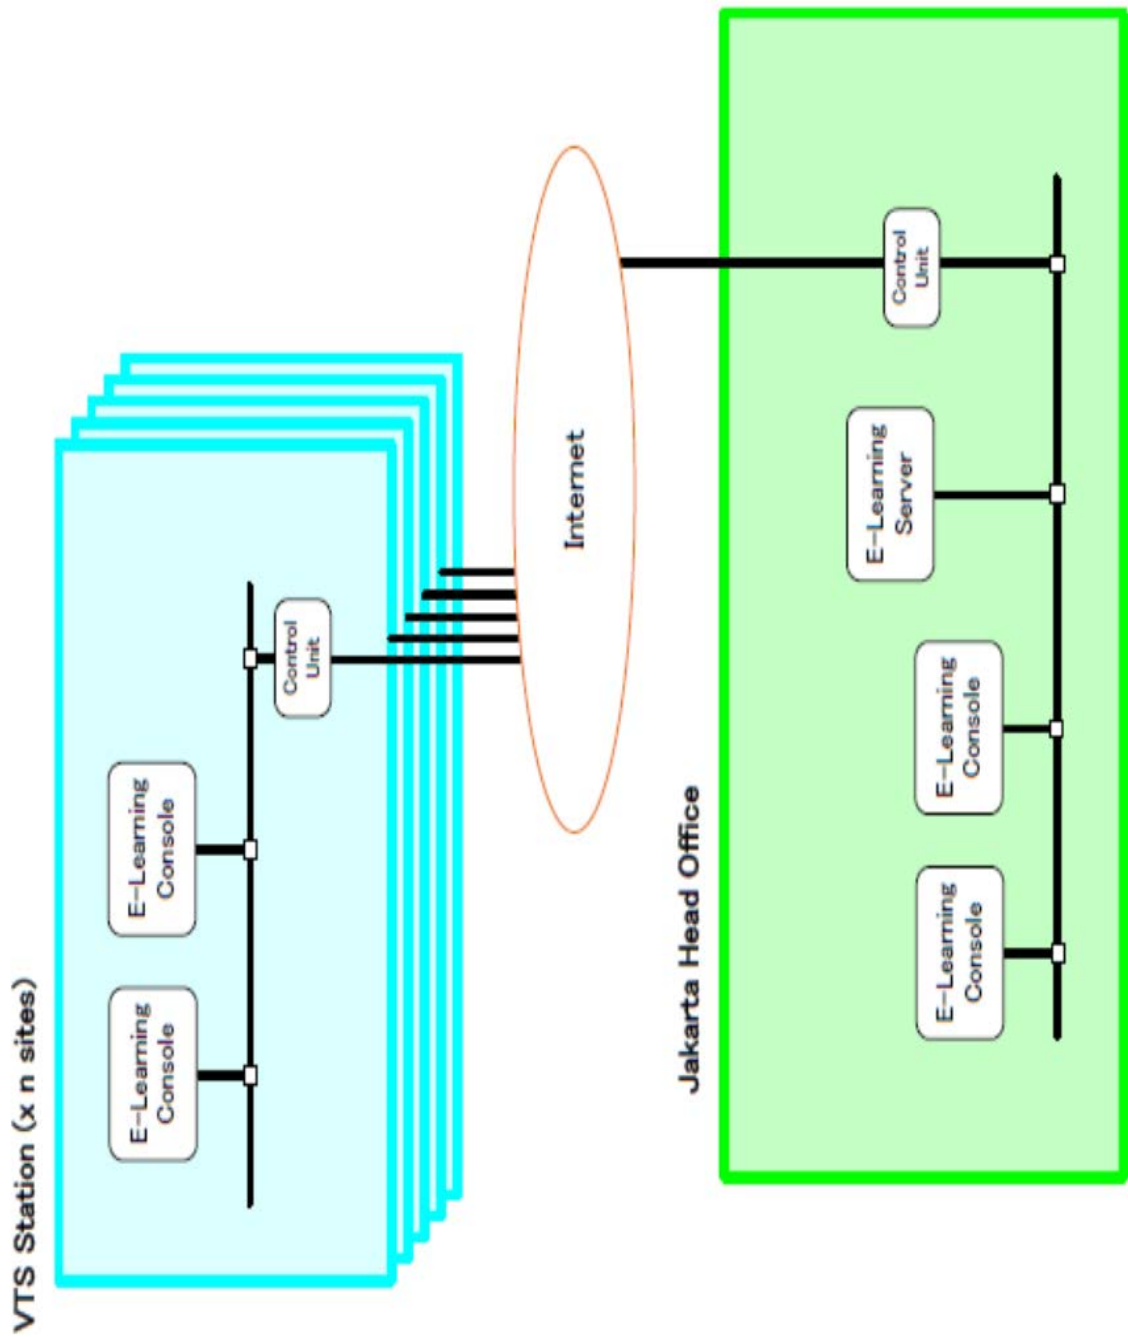 VTS Station (x n sites)
E-Learning
Console
E-Learning
Console
Control
Unit
Internet
Jakarta Head Office
E-Learning
Console
E-Learning
Console
E-Learning
Server
Control
Unit